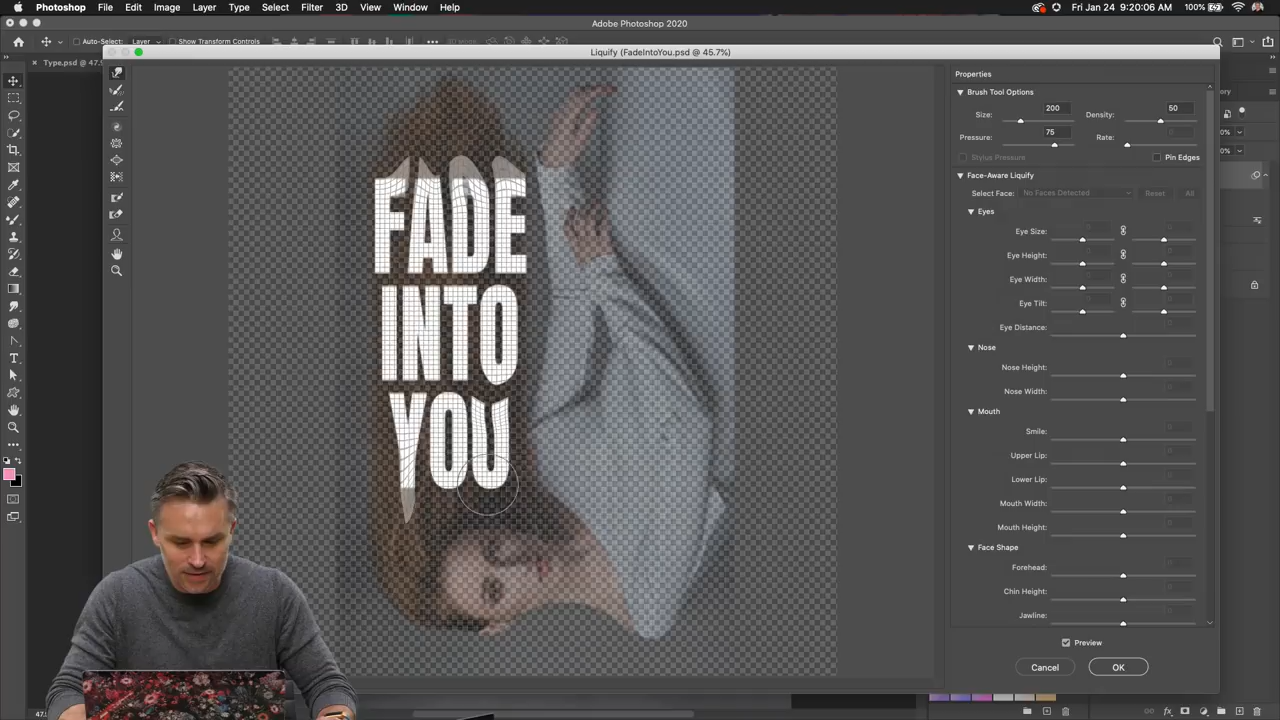 Photoshop File Edit Image Layer Type Select Filter 3D View Window Help
100% Fri Jan 24 9:20:06 AM
Adobe Photoshop 2020
Auto-Select: Layer Show Transform Controls
Liquify (FadeIntoYou.psd @ 45.7%)
Type.psd @ 47.
Properties
Brush Tool Options
Size: 200 Density: 50
Pressure: 75 Rate: 0
Stylus Pressure Pin Edges
Face-Aware Liquify
Select Face: No Faces Detected Reset All
Eyes
Eye Size:
Eye Height:
Eye Width:
Eye Tilt:
Eye Distance:
Nose
Nose Height:
Nose Width:
Mouth
Smile:
Upper Lip:
Lower Lip:
Mouth Width:
Mouth Height:
Face Shape
Forehead:
Chin Height:
Jawline:
Preview
Cancel OK
FADE
INTO
YOU
47.